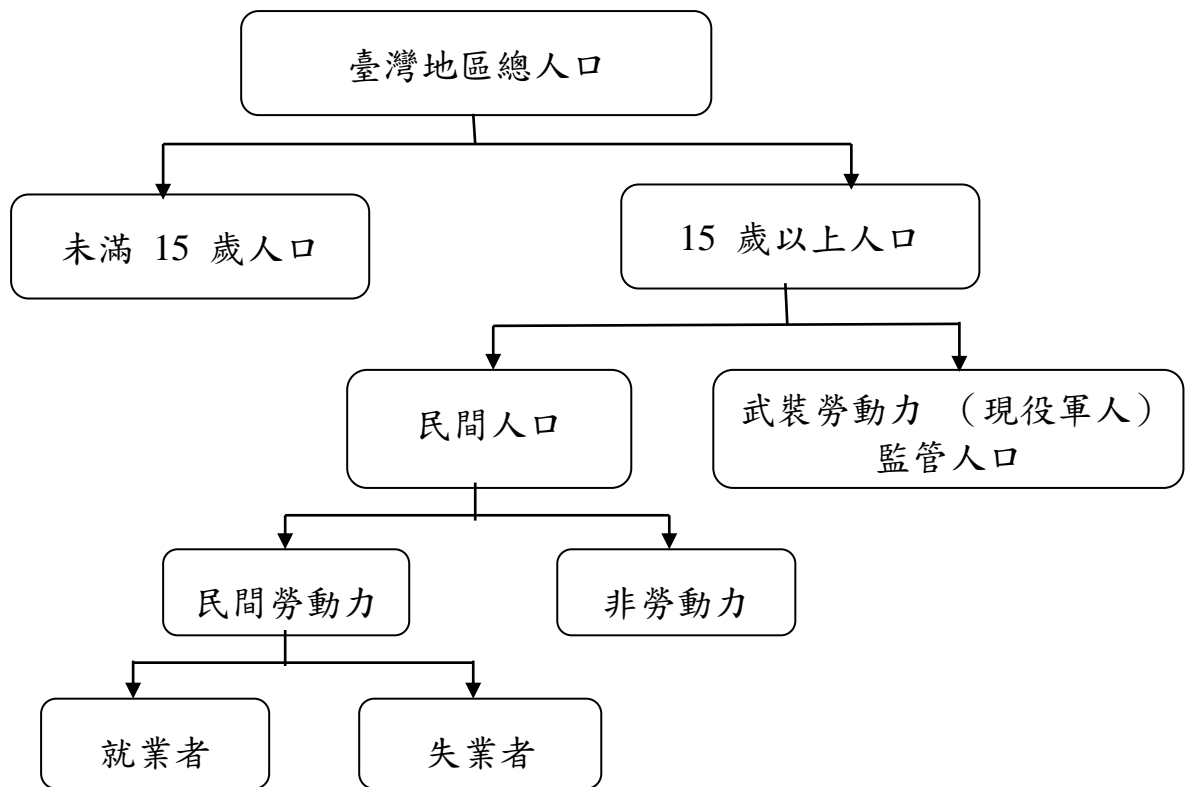 臺灣地區總人口
未滿 15 歲人口
15 歲以上人口
民間人口
武裝勞動力 （現役軍人）
監管人口
民間勞動力
非勞動力
就業者
失業者